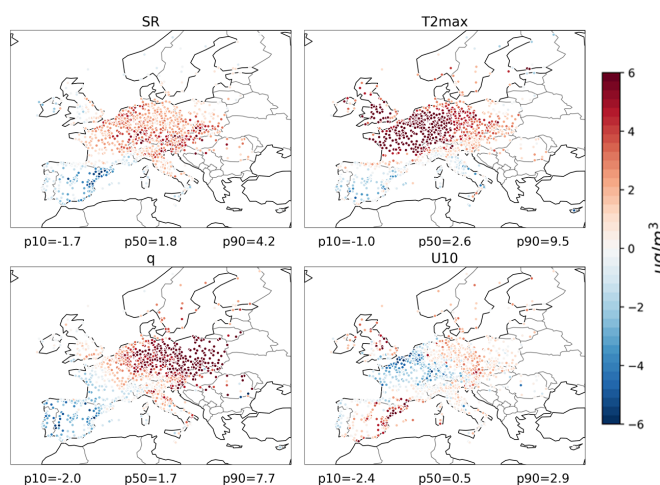 SR
T2max
p10=-1.7 p50=1.8 p90=4.2
p10=-1.0 p50=2.6 p90=9.5
q
U10
p10=-2.0 p50=1.7 p90=7.7
p10=-2.4 p50=0.5 p90=2.9
6
4
2
0
−2
−4
−6
μg/m³